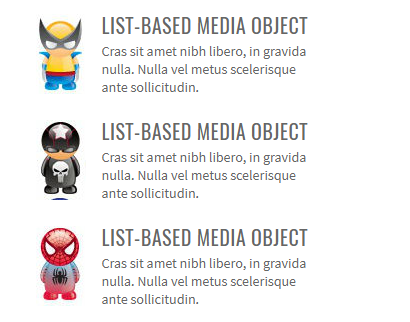 LIST-BASED MEDIA OBJECT
Cras sit amet nibh libero, in gravida
nulla. Nulla vel metus scelerisque
ante sollicitudin.
LIST-BASED MEDIA OBJECT
Cras sit amet nibh libero, in gravida
nulla. Nulla vel metus scelerisque
ante sollicitudin.
LIST-BASED MEDIA OBJECT
Cras sit amet nibh libero, in gravida
nulla. Nulla vel metus scelerisque
ante sollicitudin.